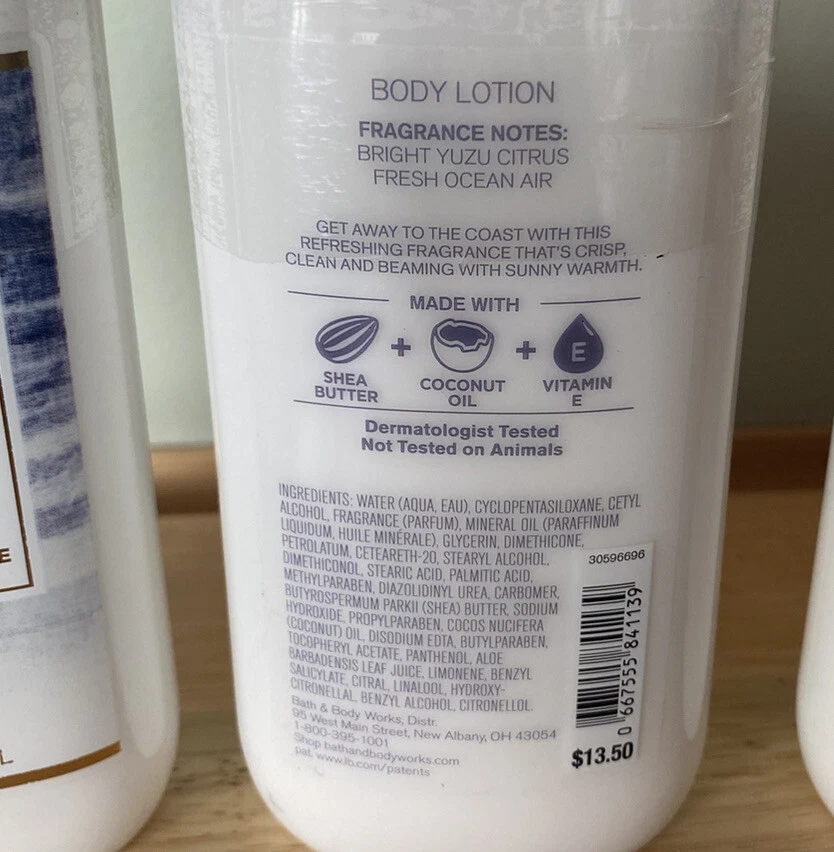 BODY LOTION
FRAGRANCE NOTES:
BRIGHT YUZU CITRUS
FRESH OCEAN AIR
GET AWAY TO THE COAST WITH THIS
REFRESHING FRAGRANCE THAT'S CRISP,
CLEAN AND BEAMING WITH SUNNY WARMTH.
MADE WITH
+
+
E
SHEA
BUTTER
COCONUT
OIL
VITAMIN
E
Dermatologist Tested
Not Tested on Animals
INGREDIENTS: WATER (AQUA, EAU), CYCLOPENTASILOXANE, CETYL
ALCOHOL, FRAGRANCE (PARFUM), MINERAL OIL (PARAFFINUM
LIQUIDUM, HUILE MINÉRALE), GLYCERIN, DIMETHICONE,
PETROLATUM, CETEARETH-20, STEARYL ALCOHOL,
DIMETHICONOL, STEARIC ACID, PALMITIC ACID,
METHYLPARABEN, DIAZOLIDINYL UREA, CARBOMER,
BUTYROSPERMUM PARKII (SHEA) BUTTER, SODIUM
HYDROXIDE, PROPYLPARABEN, COCOS NUCIFERA
(COCONUT) OIL, DISODIUM EDTA, BUTYLPARABEN,
TOCOPHERYL ACETATE, PANTHENOL, ALOE
BARBADENSIS LEAF JUICE, LIMONENE, BENZYL
SALICYLATE, CITRAL, LINALOOL, HYDROXY-
CITRONELLAL, BENZYL ALCOHOL, CITRONELLOL
Bath & Body Works, Distr.
95 West Main Street, New Albany, OH 43054
1-800-395-1001
Shop bathandbodyworks.com
pat. www.lb.com/patents
30596696
0 667555 841139
$13.50
E
L